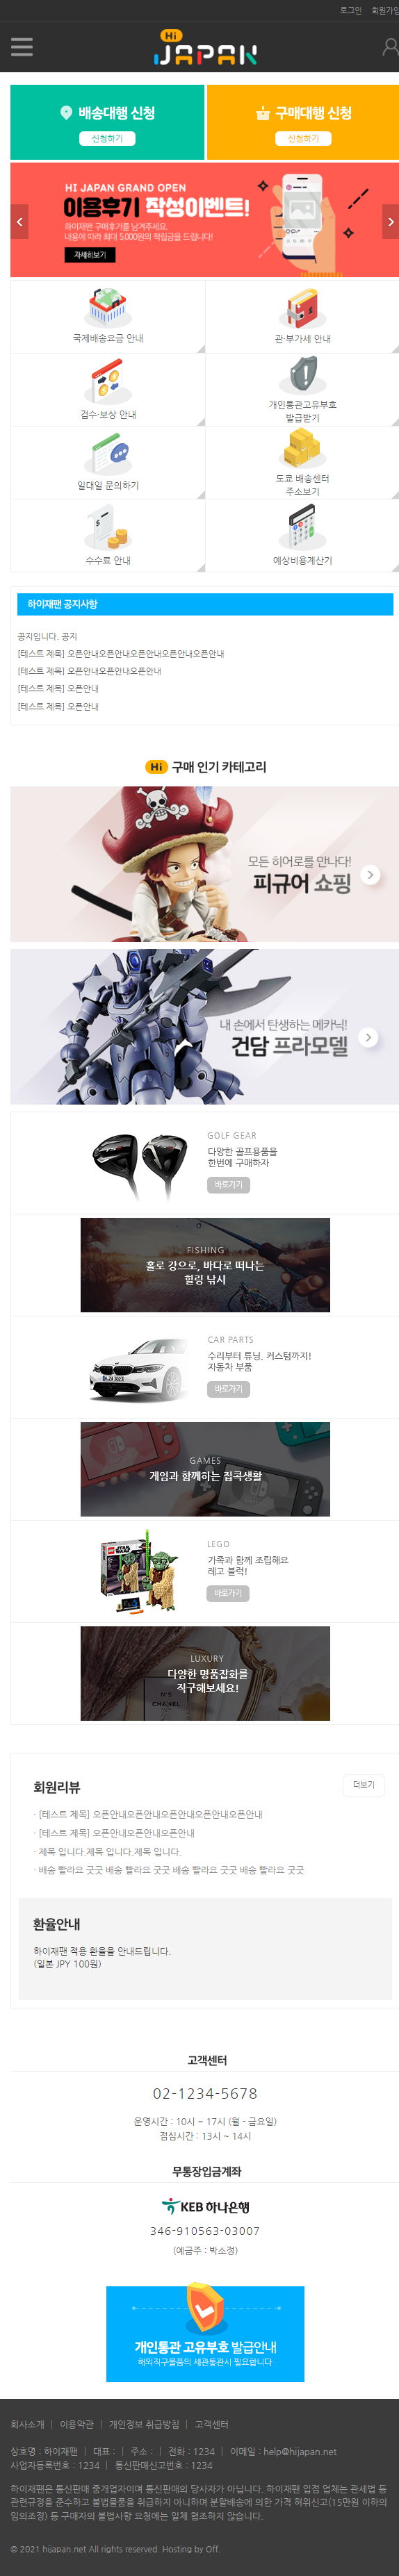 로그인 회원가입
Hi
JAPAN
배송대행 신청
신청하기
구매대행 신청
신청하기
HI JAPAN GRAND OPEN
이용후기 작성이벤트!
하이재팬 구매후기를 남겨주세요.
내용에 따라 최대 5,000원의 적립금을 드립니다!
자세히보기
국제배송요금 안내
관·부가세 안내
검수·보상 안내
개인통관고유부호
발급받기
일대일 문의하기
도쿄 배송센터
주소보기
수수료 안내
예상비용계산기
하이재팬 공지사항
공지입니다. 공지
[테스트 제목] 오픈안내오픈안내오픈안내오픈안내오픈안내
[테스트 제목] 오픈안내오픈안내오픈안내
[테스트 제목] 오픈안내
[테스트 제목] 오픈안내
Hi 구매 인기 카테고리
모든 히어로를 만나다!
피규어 쇼핑
내 손에서 탄생하는 메카닉!
건담 프라모델
GOLF GEAR
다양한 골프용품을
한번에 구매하자
바로가기
FISHING
홀로 강으로, 바다로 떠나는
힐링 낚시
CAR PARTS
수리부터 튜닝, 커스텀까지!
자동차 부품
바로가기
GAMES
게임과 함께하는 집콕생활
LEGO
가족과 함께 조립해요
레고 블럭!
바로가기
LUXURY
다양한 명품잡화를
직구해보세요!
N°5
CHANEL
회원리뷰
더보기
· [테스트 제목] 오픈안내오픈안내오픈안내오픈안내오픈안내
· [테스트 제목] 오픈안내오픈안내오픈안내
· 제목 입니다.제목 입니다.제목 입니다.
· 배송 빨라요 굿굿 배송 빨라요 굿굿 배송 빨라요 굿굿 배송 빨라요 굿굿
환율안내
하이재팬 적용 환율을 안내드립니다.
(일본 JPY 100원)
고객센터
02-1234-5678
운영시간 : 10시 ~ 17시 (월 - 금요일)
점심시간 : 13시 ~ 14시
무통장입금계좌
KEB 하나은행
346-910563-03007
(예금주 : 박소정)
개인통관 고유부호 발급안내
해외직구물품의 세관통관시 필요합니다
회사소개 | 이용약관 | 개인정보 취급방침 | 고객센터
상호명 : 하이재팬 | 대표 : | 주소 : | 전화 : 1234 | 이메일 : help@hijapan.net
사업자등록번호 : 1234 | 통신판매신고번호 : 1234
하이재팬은 통신판매 중개업자이며 통신판매의 당사자가 아닙니다. 하이재팬 입점 업체는 관세법 등
관련규정을 준수하고 불법물품을 취급하지 아니하며 분할배송에 의한 가격 허위신고(15만원 이하의
임의조정) 등 구매자의 불법사항 요청에는 일체 협조하지 않습니다.
© 2021 hijapan.net All rights reserved. Hosting by Off.